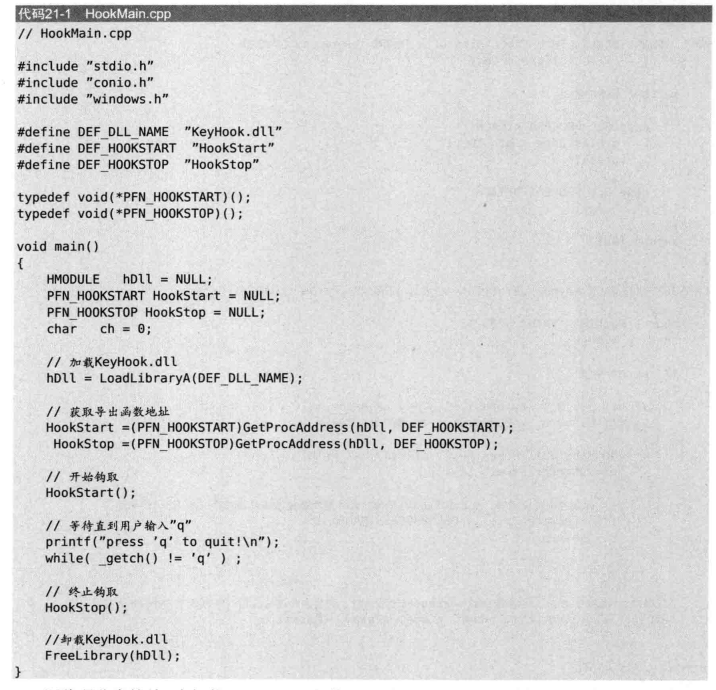 代码21-1 HookMain.cpp
// HookMain.cpp
#include "stdio.h"
#include "conio.h"
#include "windows.h"
#define DEF_DLL_NAME "KeyHook.dll"
#define DEF_HOOKSTART "HookStart"
#define DEF_HOOKSTOP "HookStop"
typedef void(*PFN_HOOKSTART)();
typedef void(*PFN_HOOKSTOP)();
void main()
{
    HMODULE hDll = NULL;
    PFN_HOOKSTART HookStart = NULL;
    PFN_HOOKSTOP HookStop = NULL;
    char ch = 0;
    // 加载KeyHook.dll
    hDll = LoadLibraryA(DEF_DLL_NAME);
    // 获取导出函数地址
    HookStart =(PFN_HOOKSTART)GetProcAddress(hDll, DEF_HOOKSTART);
     HookStop =(PFN_HOOKSTOP)GetProcAddress(hDll, DEF_HOOKSTOP);
    // 开始钩取
    HookStart();
    // 等待直到用户输入"q"
    printf("press 'q' to quit!\n");
    while( _getch() != 'q' ) ;
    // 终止钩取
    HookStop();
    //卸载KeyHook.dll
    FreeLibrary(hDll);
}